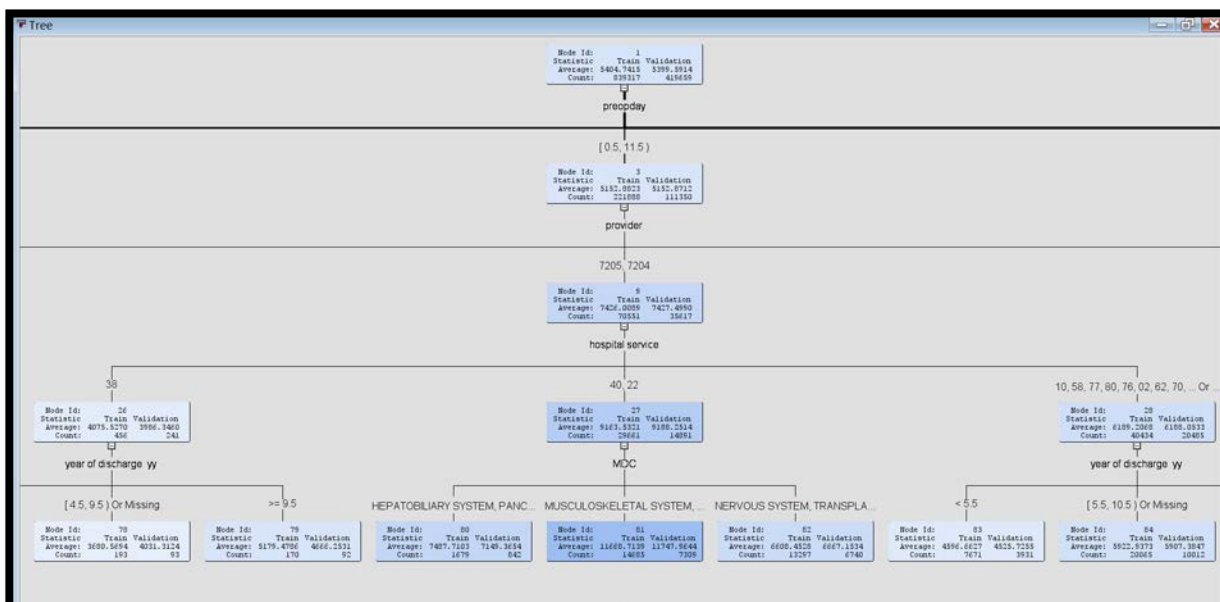 Tree
Node Id: 1
Statistic Train Validation
Average: 5404.7415 5399.5914
Count: 839317 419659
preopday
[ 0.5, 11.5 )
Node Id: 3
Statistic Train Validation
Average: 5152.8823 5152.8712
Count: 221888 111350
provider
7205, 7204
Node Id: 9
Statistic Train Validation
Average: 7426.0089 7427.4990
Count: 70551 35617
hospital service
38
40, 22
10, 58, 77, 80, 76, 02, 62, 70, ... Or ...
Node Id: 26
Statistic Train Validation
Average: 4075.5270 3986.3460
Count: 456 241
Node Id: 27
Statistic Train Validation
Average: 9163.5321 9188.2514
Count: 29661 14891
Node Id: 28
Statistic Train Validation
Average: 6189.2068 6188.0533
Count: 40434 20485
year of discharge yy
MDC
year of discharge yy
[ 4.5, 9.5 ) Or Missing
>= 9.5
HEPATOBILIARY SYSTEM, PANC...
MUSCULOSKELETAL SYSTEM, ...
NERVOUS SYSTEM, TRANSPLA...
< 5.5
[ 5.5, 10.5 ) Or Missing
Node Id: 78
Statistic Train Validation
Average: 3680.5694 4031.3124
Count: 193 93
Node Id: 79
Statistic Train Validation
Average: 5179.4786 4666.2531
Count: 170 92
Node Id: 80
Statistic Train Validation
Average: 7487.7103 7149.3654
Count: 1679 842
Node Id: 81
Statistic Train Validation
Average: 11668.7139 11747.9644
Count: 14685 7309
Node Id: 82
Statistic Train Validation
Average: 6608.4528 6667.1534
Count: 13297 6740
Node Id: 83
Statistic Train Validation
Average: 4596.6627 4525.7255
Count: 7671 3931
Node Id: 84
Statistic Train Validation
Average: 5922.9373 5907.3847
Count: 20065 10012